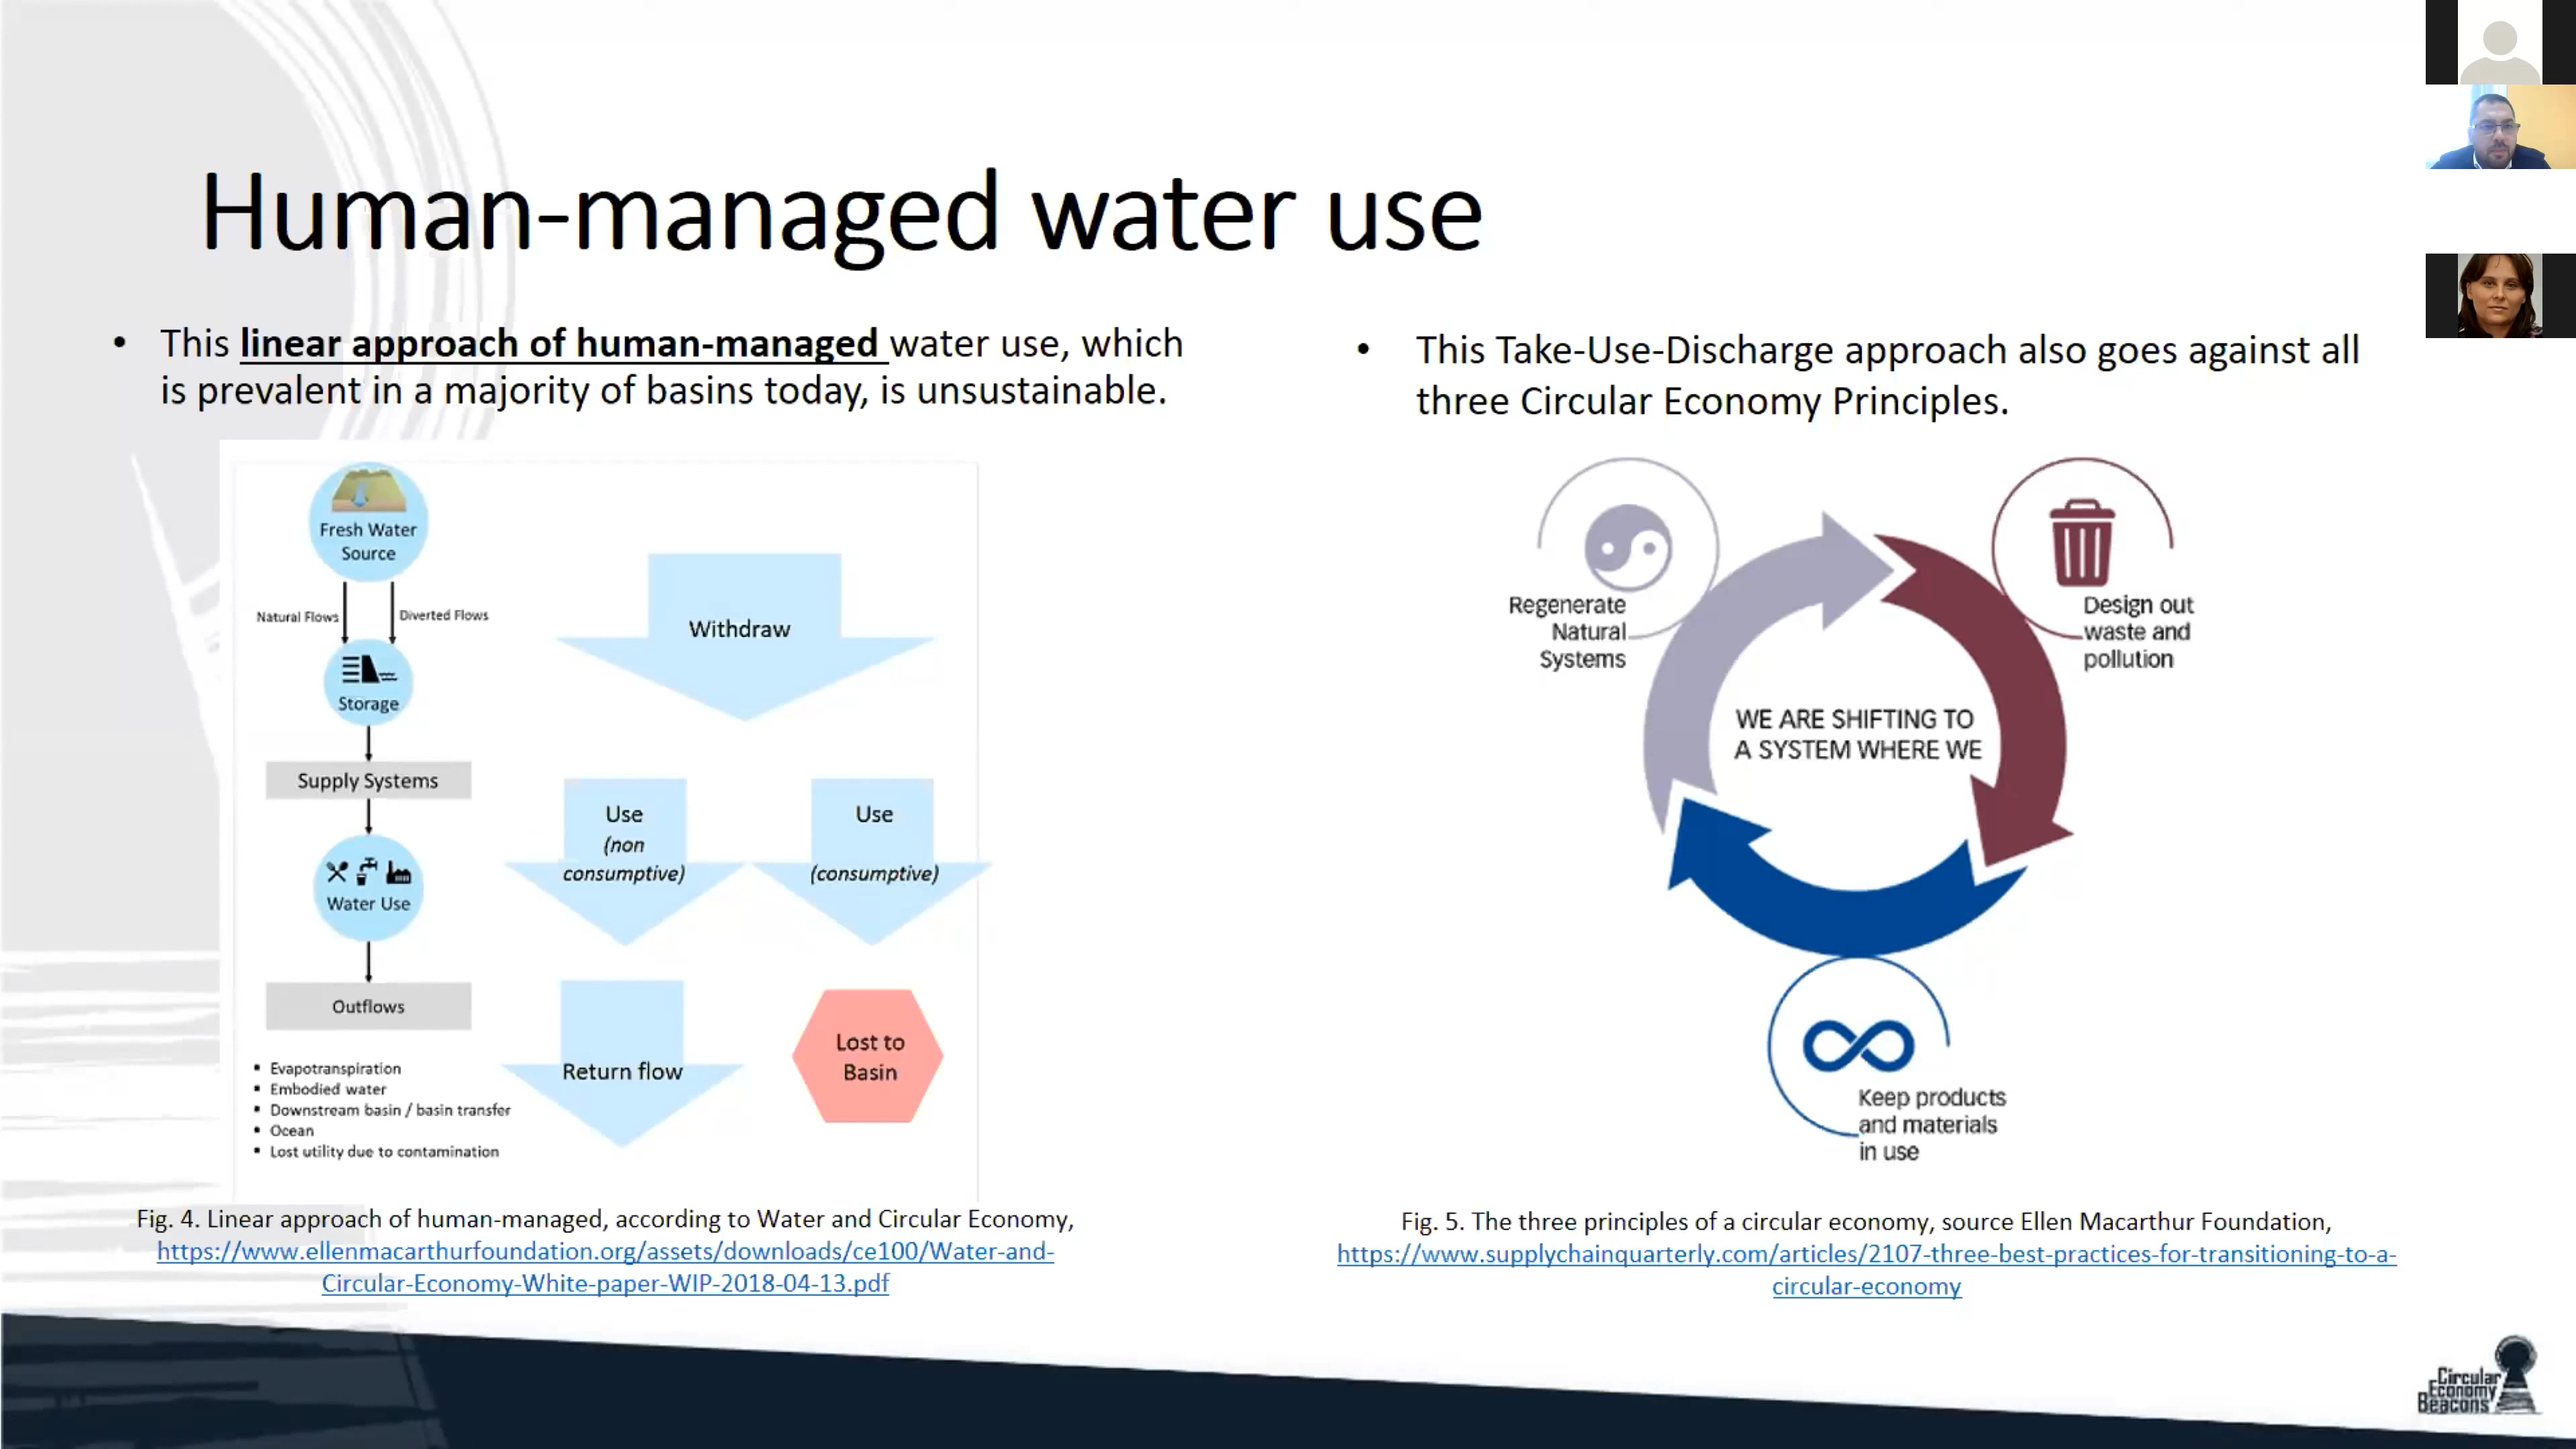 Human-managed water use
• This linear approach of human-managed water use, which
is prevalent in a majority of basins today, is unsustainable.
Fresh Water
Source
Natural Flows
Diverted Flows
Storage
Supply Systems
Water Use
Outflows
▪ Evapotranspiration
▪ Embodied water
▪ Downstream basin / basin transfer
▪ Ocean
▪ Lost utility due to contamination
Withdraw
Use
(non
consumptive)
Use
(consumptive)
Return flow
Lost to
Basin
Fig. 4. Linear approach of human-managed, according to Water and Circular Economy,
https://www.ellenmacarthurfoundation.org/assets/downloads/ce100/Water-and-
Circular-Economy-White-paper-WIP-2018-04-13.pdf
• This Take-Use-Discharge approach also goes against all
three Circular Economy Principles.
Regenerate
Natural
Systems
Design out
waste and
pollution
WE ARE SHIFTING TO
A SYSTEM WHERE WE
Keep products
and materials
in use
Fig. 5. The three principles of a circular economy, source Ellen Macarthur Foundation,
https://www.supplychainquarterly.com/articles/2107-three-best-practices-for-transitioning-to-a-
circular-economy
Circular
Economy
Beacons